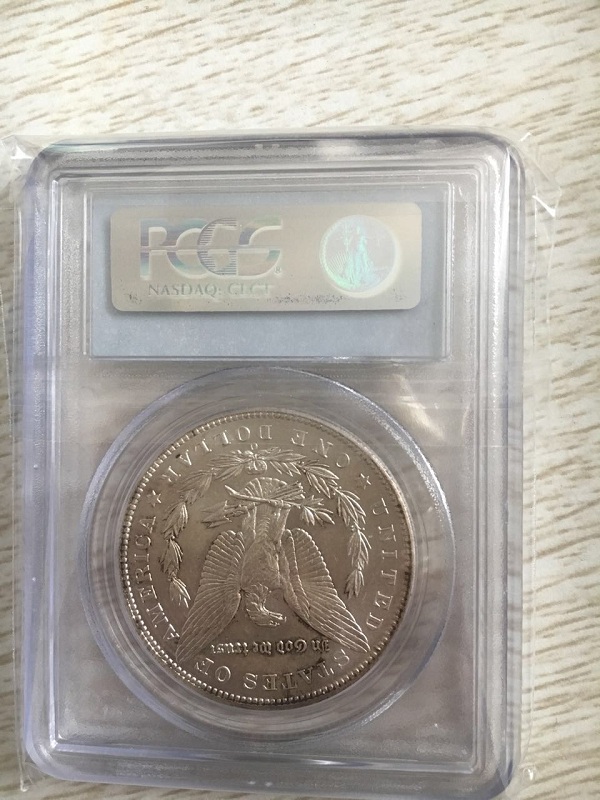 PCGS
NASDAQ: CLCT
UNITED STATES OF AMERICA
In God We Trust
★ ONE DOLLAR ★